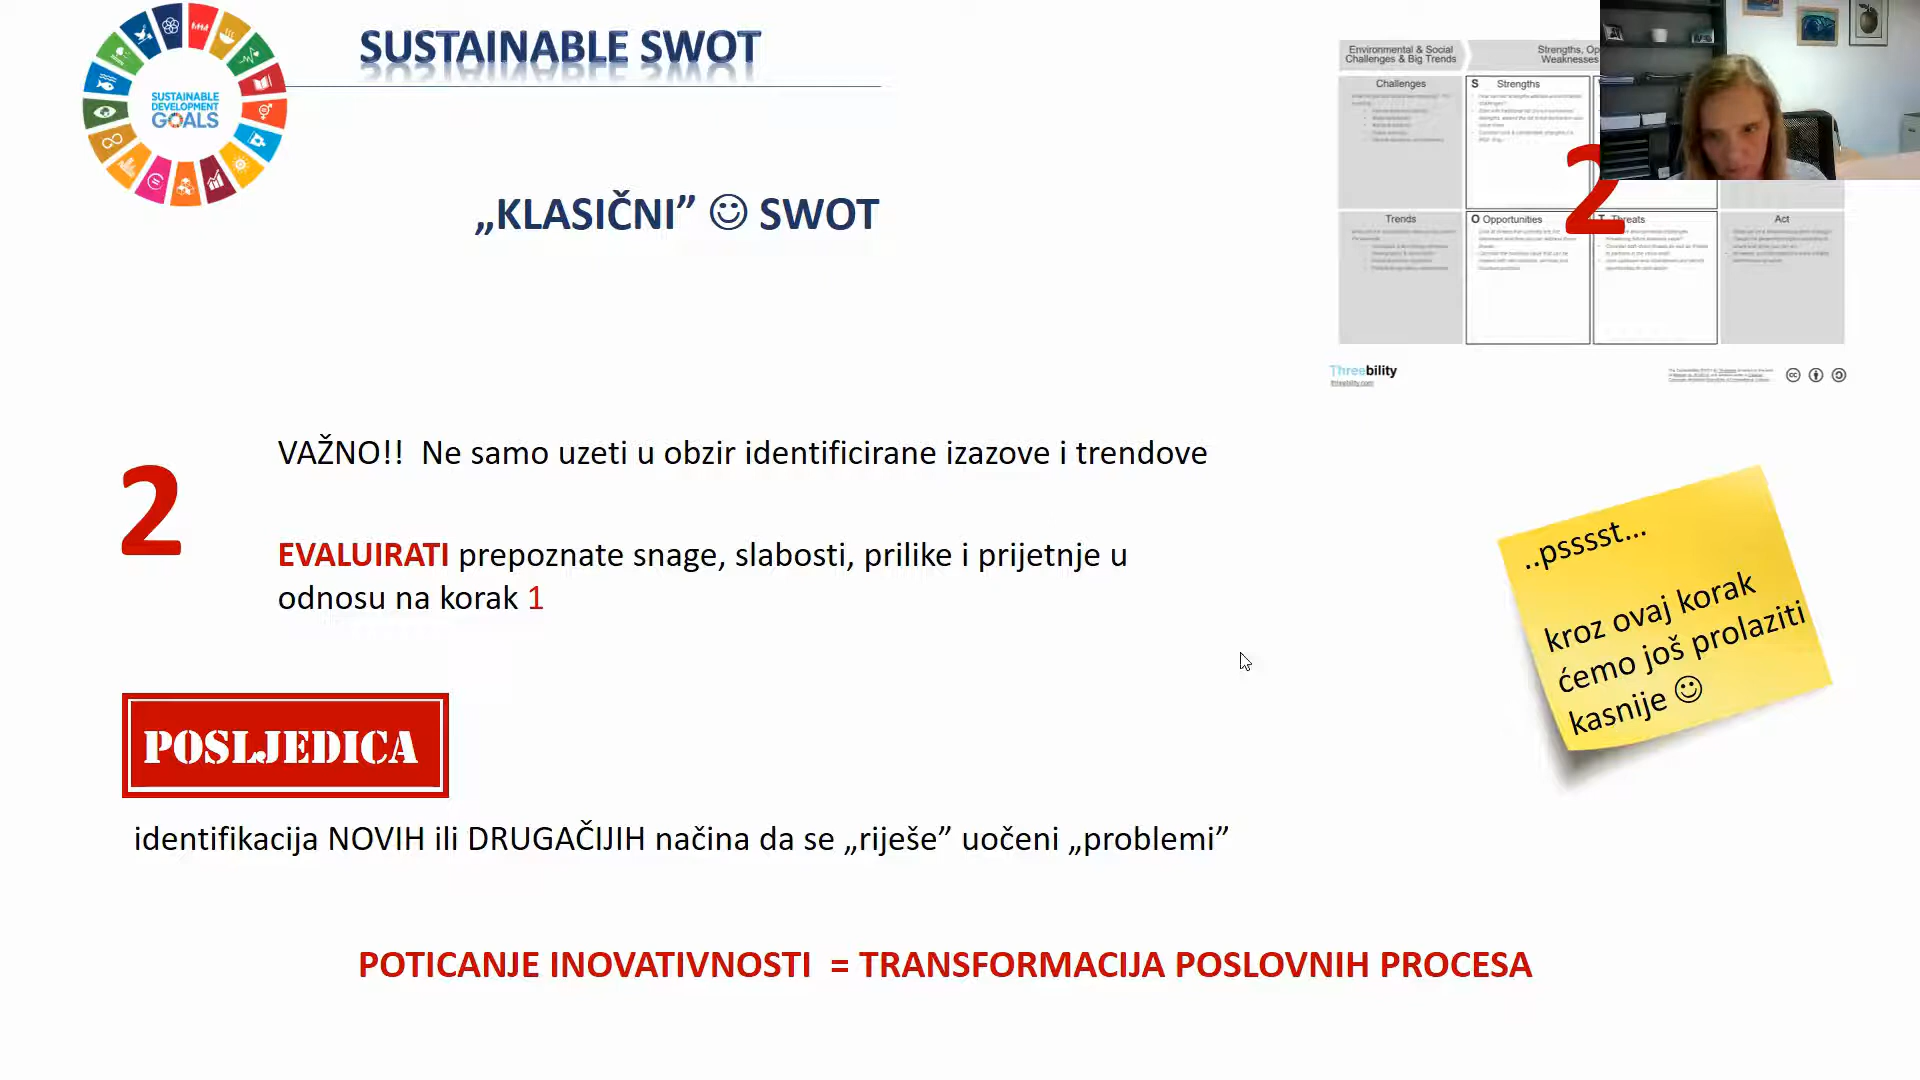 SUSTAINABLE SWOT
SUSTAINABLE
DEVELOPMENT
GOALS
„KLASIČNI” ☺ SWOT
Environmental & Social
Challenges & Big Trends
Strengths,
Weaknesses
Challenges
S Strengths
2
Trends
O Opportunities
T Threats
Act
Threebility
threebility.com
2
VAŽNO!! Ne samo uzeti u obzir identificirane izazove i trendove
EVALUIRATI prepoznate snage, slabosti, prilike i prijetnje u
odnosu na korak 1
..psssst...
kroz ovaj korak
ćemo još prolaziti
kasnije ☺
POSLJEDICA
identifikacija NOVIH ili DRUGAČIJIH načina da se „riješe” uočeni „problemi”
POTICANJE INOVATIVNOSTI = TRANSFORMACIJA POSLOVNIH PROCESA